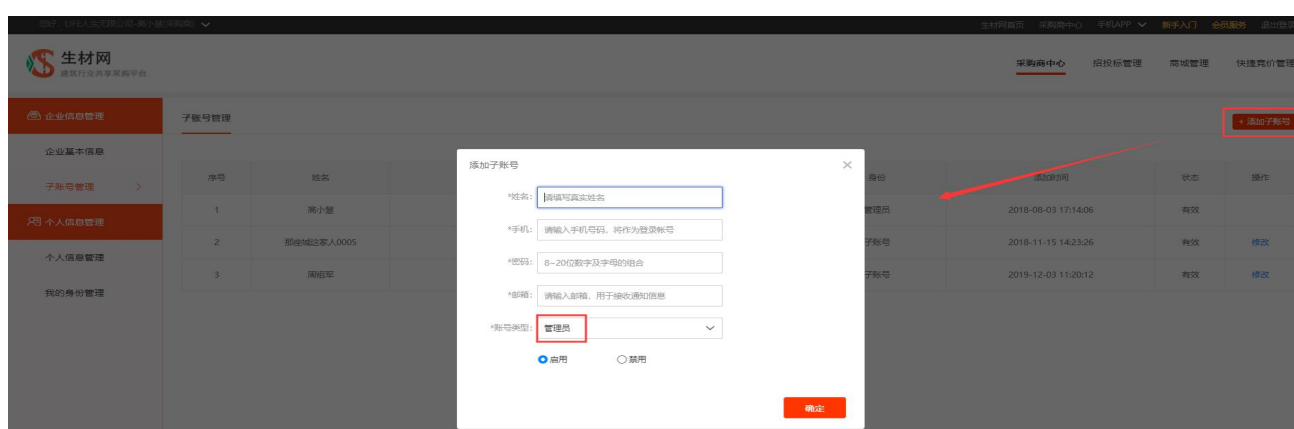 生材网首页 采购商中心 手机APP 新手入门 会员服务
生材网
建筑行业共享采购平台
采购商中心 招投标管理 商城管理 快捷竞价管理
企业信息管理
子账号管理
+ 添加子账号
企业基本信息
子账号管理
个人信息管理
个人信息管理
我的身份管理
序号 姓名 身份 添加时间 状态 操作
1 管理员 2018-08-03 17:14:06 有效
2 那座城这家人0005 子账号 2018-11-15 14:23:26 有效 修改
3 子账号 2019-12-03 11:20:12 有效 修改
添加子账号
*姓名: 请填写真实姓名
*手机: 请输入手机号码，将作为登录帐号
*密码: 8~20位数字及字母的组合
*邮箱: 请输入邮箱，用于接收通知信息
*账号类型: 管理员
启用 禁用
确定